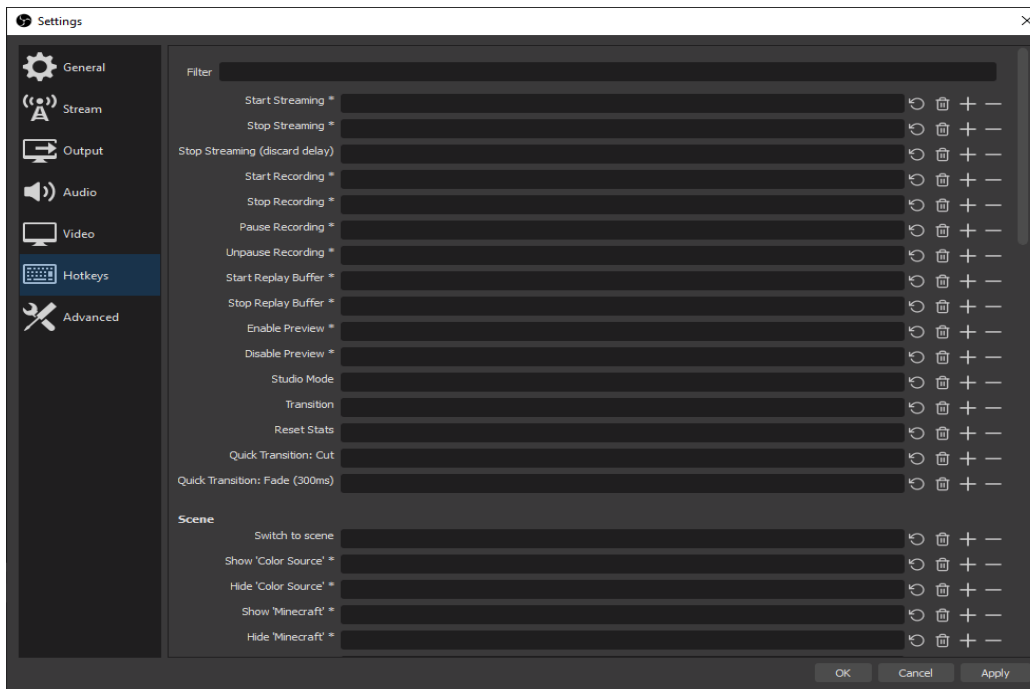 Settings
General
Stream
Output
Audio
Video
Hotkeys
Advanced
Filter
Start Streaming *
Stop Streaming *
Stop Streaming (discard delay)
Start Recording *
Stop Recording *
Pause Recording *
Unpause Recording *
Start Replay Buffer *
Stop Replay Buffer *
Enable Preview *
Disable Preview *
Studio Mode
Transition
Reset Stats
Quick Transition: Cut
Quick Transition: Fade (300ms)
Scene
Switch to scene
Show 'Color Source' *
Hide 'Color Source' *
Show 'Minecraft' *
Hide 'Minecraft' *
OK Cancel Apply